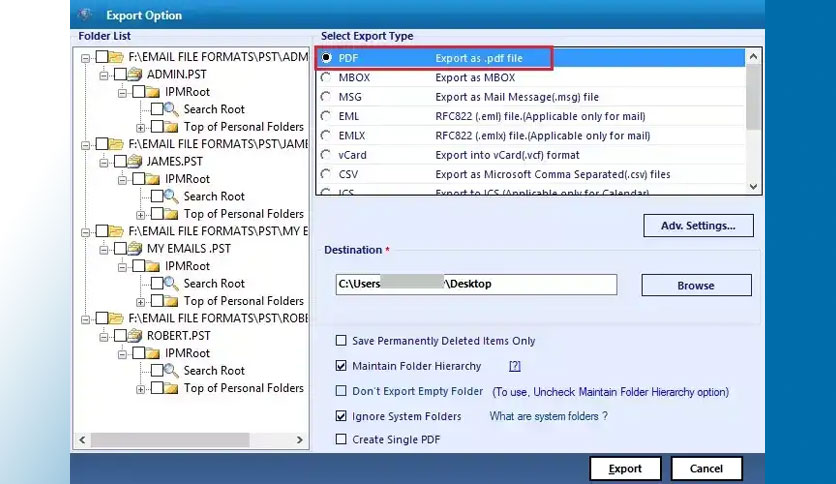 Export Option
Folder List
F:\EMAIL FILE FORMATS\PST\ADM
ADMIN.PST
IPMRoot
Search Root
Top of Personal Folders
F:\EMAIL FILE FORMATS\PST\JAME
JAMES.PST
IPMRoot
Search Root
Top of Personal Folders
F:\EMAIL FILE FORMATS\PST\MY E
MY EMAILS .PST
IPMRoot
Search Root
Top of Personal Folders
F:\EMAIL FILE FORMATS\PST\ROBE
ROBERT.PST
IPMRoot
Search Root
Top of Personal Folders
Select Export Type
PDF Export as .pdf file
MBOX Export as MBOX
MSG Export as Mail Message(.msg) file
EML RFC822 (.eml) file.(Applicable only for mail)
EMLX RFC822 (.emlx) file.(Applicable only for mail)
vCard Export into vCard(.vcf) format
CSV Export as Microsoft Comma Separated(.csv) files
ICS Export to ICS (Applicable only for Calendar)
Adv. Settings...
Destination *
C:\Users \Desktop
Browse
Save Permanently Deleted Items Only
Maintain Folder Hierarchy [?]
Don't Export Empty Folder (To use, Uncheck Maintain Folder Hierarchy option)
Ignore System Folders What are system folders ?
Create Single PDF
Export Cancel